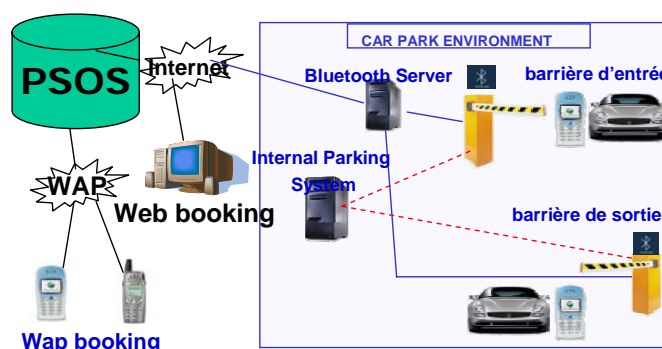 PSOS
Internet
WAP
Web booking
Wap booking
CAR PARK ENVIRONMENT
Bluetooth Server
barrière d'entrée
Internal Parking
System
barrière de sortie